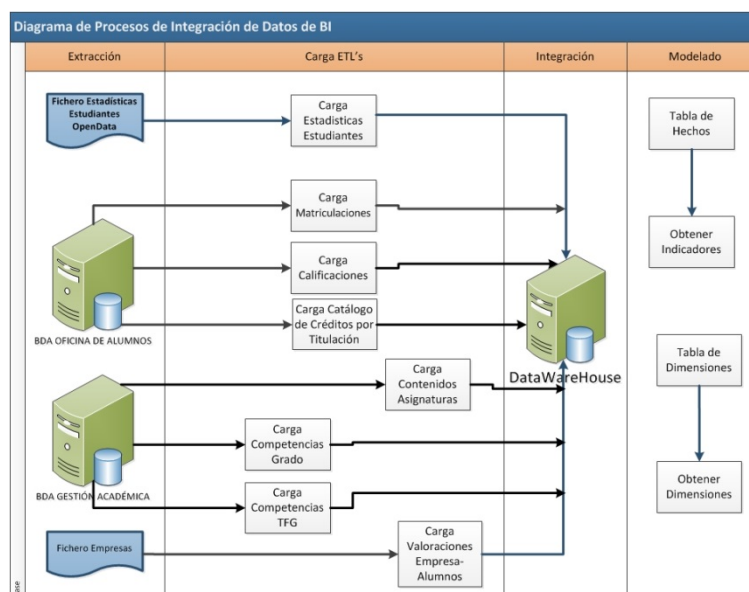 Diagrama de Procesos de Integración de Datos de BI
Extracción
Carga ETL's
Integración
Modelado
Fichero Estadísticas
Estudiantes
OpenData
Carga
Estadísticas
Estudiantes
Tabla de
Hechos
Carga
Matriculaciones
Obtener
Indicadores
Carga
Calificaciones
BDA OFICINA DE ALUMNOS
Carga Catálogo
de Créditos por
Titulación
DataWareHouse
Tabla de
Dimensiones
Carga
Contenidos
Asignaturas
Carga
Competencias
Grado
BDA GESTIÓN ACADÉMICA
Carga
Competencias
TFG
Obtener
Dimensiones
Fichero Empresas
Carga
Valoraciones
Empresa-
Alumnos
ase